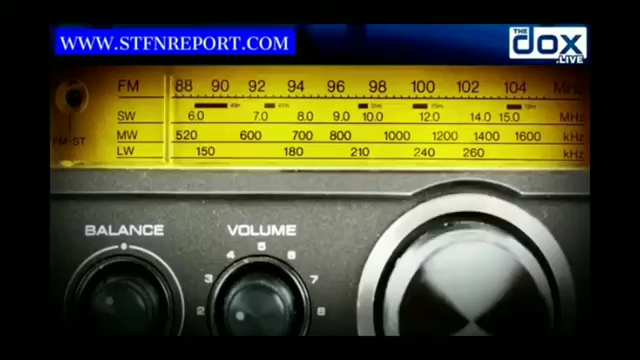 WWW.STFNREPORT.COM
THE
dox
.LIVE
FM 88 90 92 94 96 98 100 102 104 MHz
SW 6.0 7.0 8.0 9.0 10.0 12.0 14.0 15.0 MHz
FM-ST
MW 520 600 700 800 1000 1200 1400 1600 kHz
LW 150 180 210 240 260 kHz
BALANCE VOLUME
2 3 4 5 6 7 8